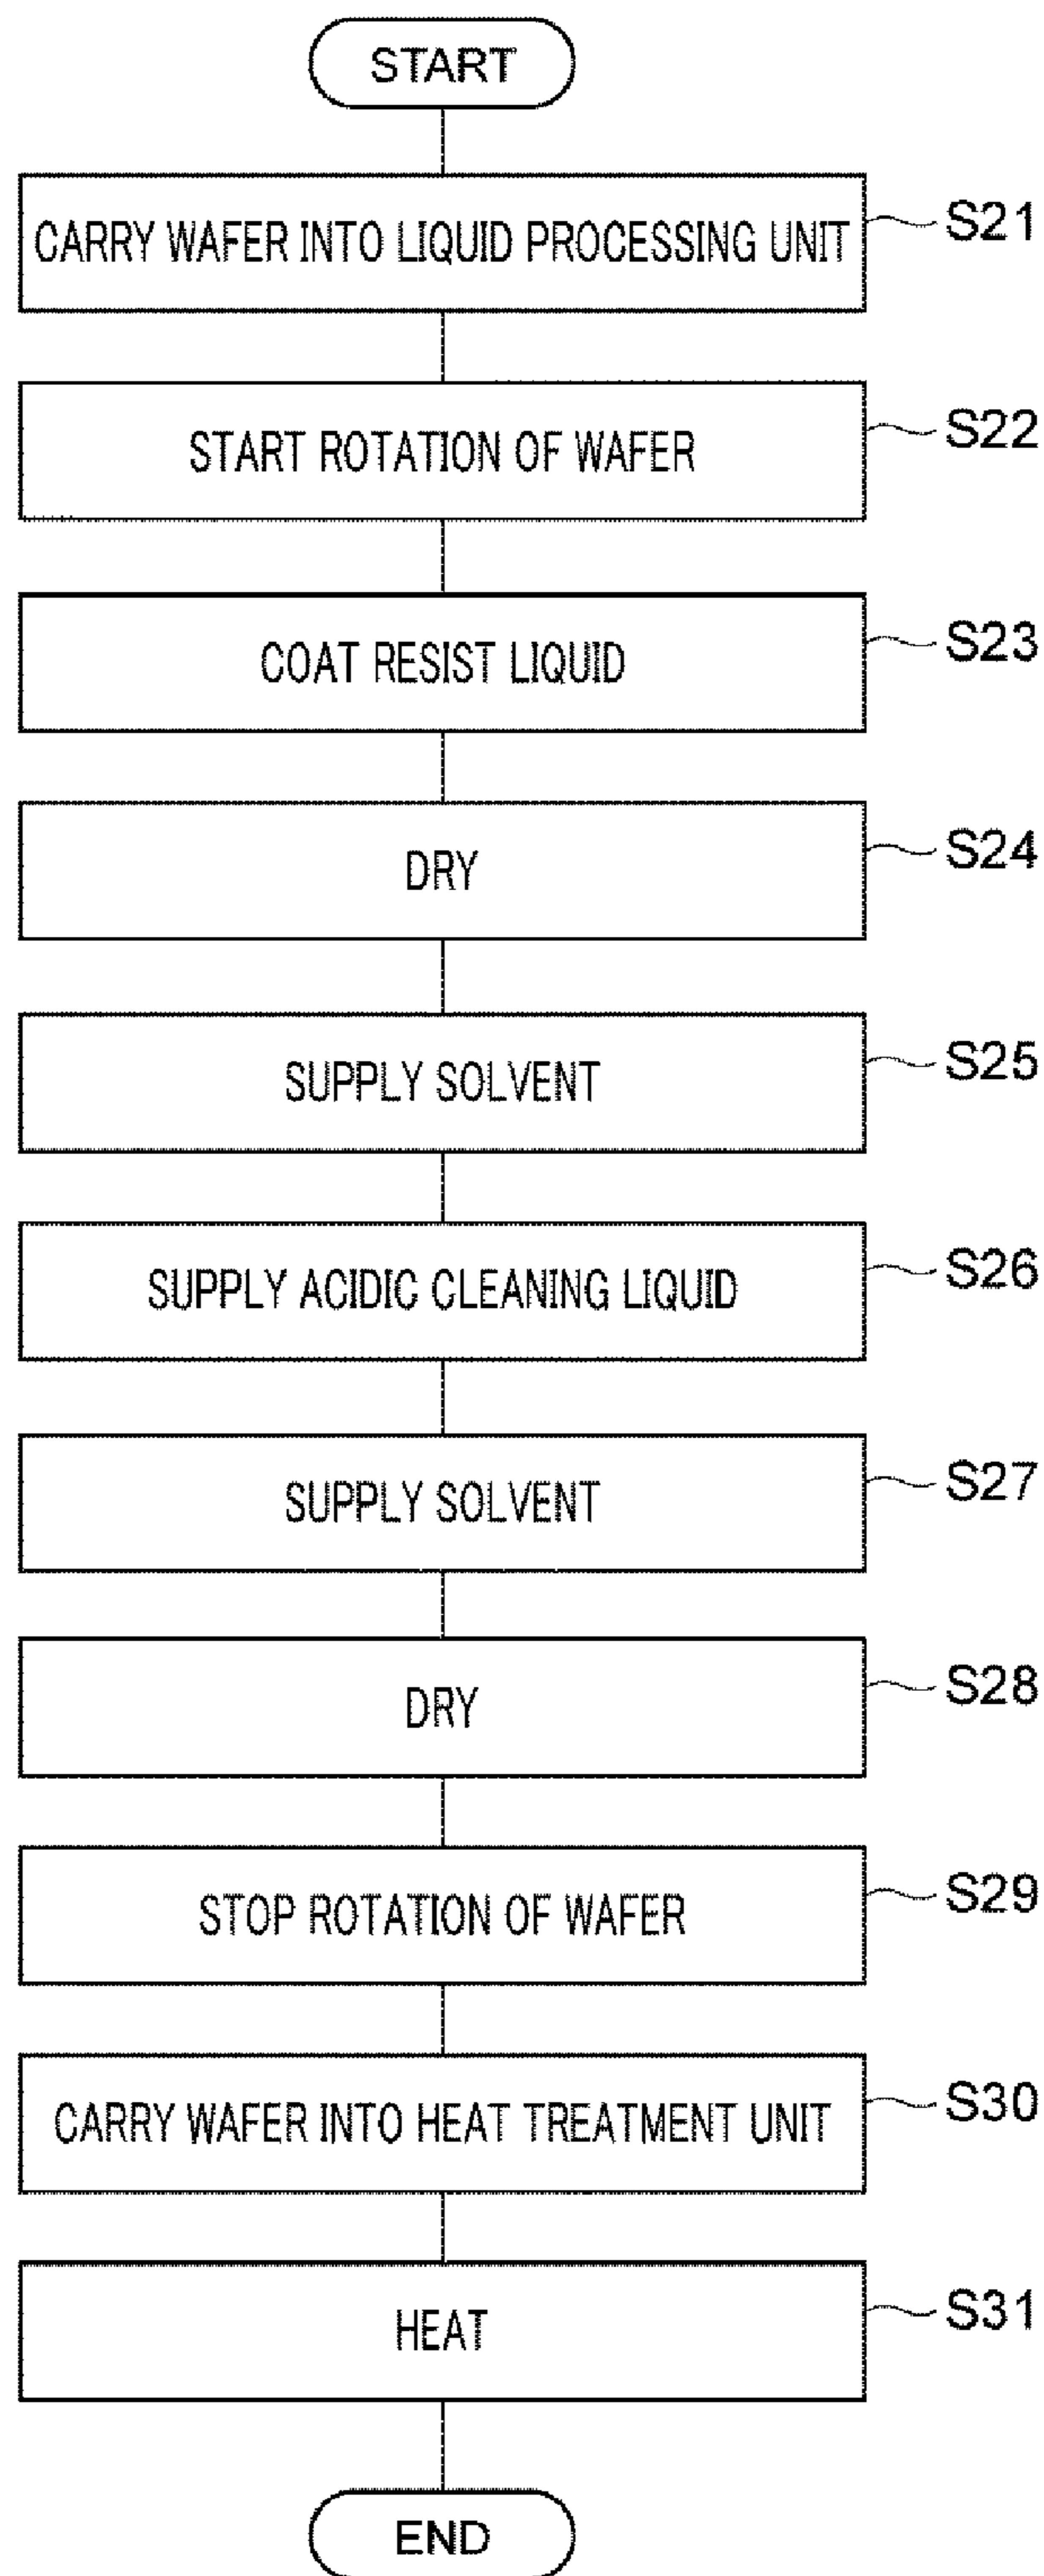 START
CARRY WAFER INTO LIQUID PROCESSING UNIT
S21
START ROTATION OF WAFER
S22
COAT RESIST LIQUID
S23
DRY
S24
SUPPLY SOLVENT
S25
SUPPLY ACIDIC CLEANING LIQUID
S26
SUPPLY SOLVENT
S27
DRY
S28
STOP ROTATION OF WAFER
S29
CARRY WAFER INTO HEAT TREATMENT UNIT
S30
HEAT
S31
END